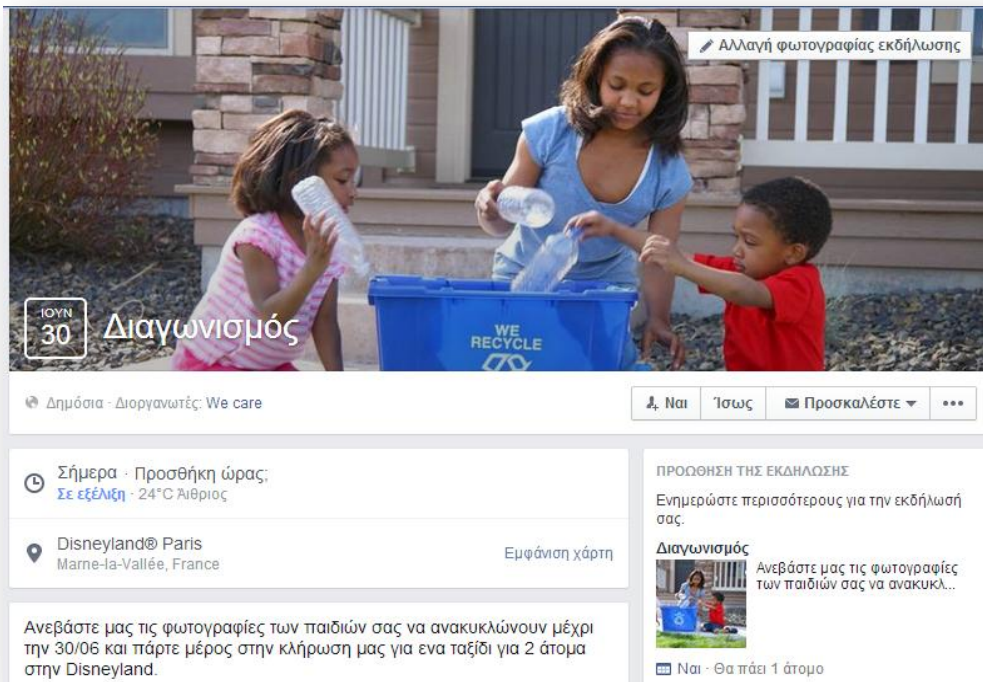 Αλλαγή φωτογραφίας εκδήλωσης
WE
RECYCLE
ΙΟΥΝ
30
Διαγωνισμός
Δημόσια · Διοργανωτές: We care
Ναι
Ίσως
Προσκαλέστε
Σήμερα · Προσθήκη ώρας;
Σε εξέλιξη · 24°C Αίθριος
Disneyland® Paris
Marne-la-Vallée, France
Εμφάνιση χάρτη
Ανεβάστε μας τις φωτογραφίες των παιδιών σας να ανακυκλώνουν μέχρι
την 30/06 και πάρτε μέρος στην κλήρωση μας για ενα ταξίδι για 2 άτομα
στην Disneyland.
ΠΡΟΩΘΗΣΗ ΤΗΣ ΕΚΔΗΛΩΣΗΣ
Ενημερώστε περισσότερους για την εκδήλωσή
σας.
Διαγωνισμός
Ανεβάστε μας τις φωτογραφίες
των παιδιών σας να ανακυκλ...
Ναι · Θα πάει 1 άτομο